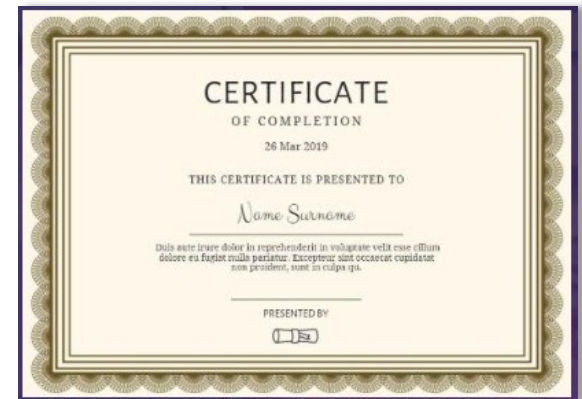 CERTIFICATE
OF COMPLETION
26 Mar 2019
THIS CERTIFICATE IS PRESENTED TO
Name Surname
Duis aute irure dolor in reprehenderit in voluptate velit esse cillum
dolore eu fugiat nulla pariatur. Excepteur sint occaecat cupidatat
non proident, sunt in culpa qu.
PRESENTED BY